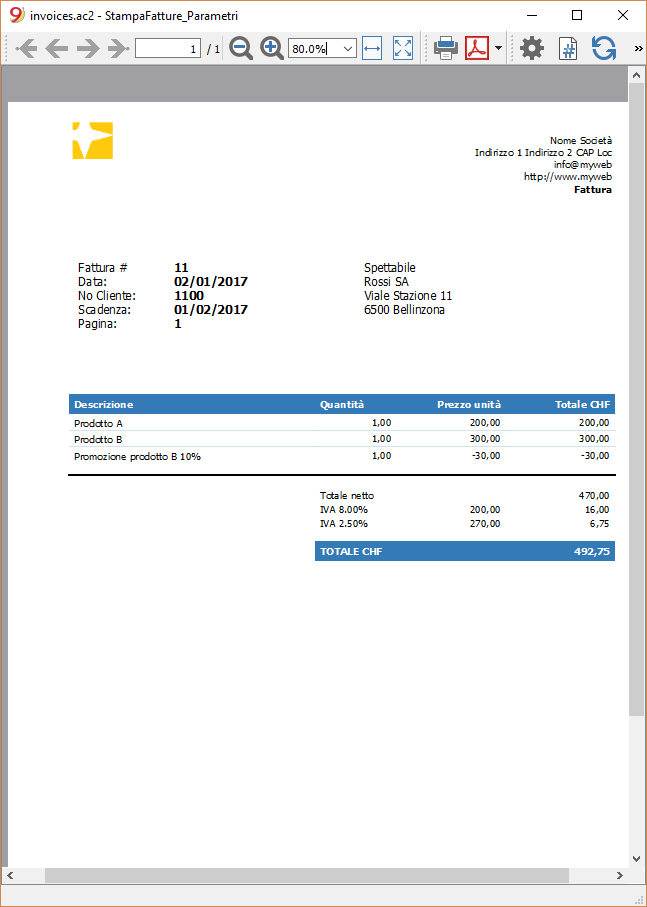 invoices.ac2 - StampaFatture_Parametri
1 / 1 80.0%
Nome Società
Indirizzo 1 Indirizzo 2 CAP Loc
info@myweb
http://www.myweb
Fattura
Fattura # 11 Spettabile
Data: 02/01/2017 Rossi SA
No Cliente: 1100 Viale Stazione 11
Scadenza: 01/02/2017 6500 Bellinzona
Pagina: 1
Descrizione Quantità Prezzo unità Totale CHF
Prodotto A 1,00 200,00 200,00
Prodotto B 1,00 300,00 300,00
Promozione prodotto B 10% 1,00 -30,00 -30,00
Totale netto 470,00
IVA 8.00% 200,00 16,00
IVA 2.50% 270,00 6,75
TOTALE CHF 492,75